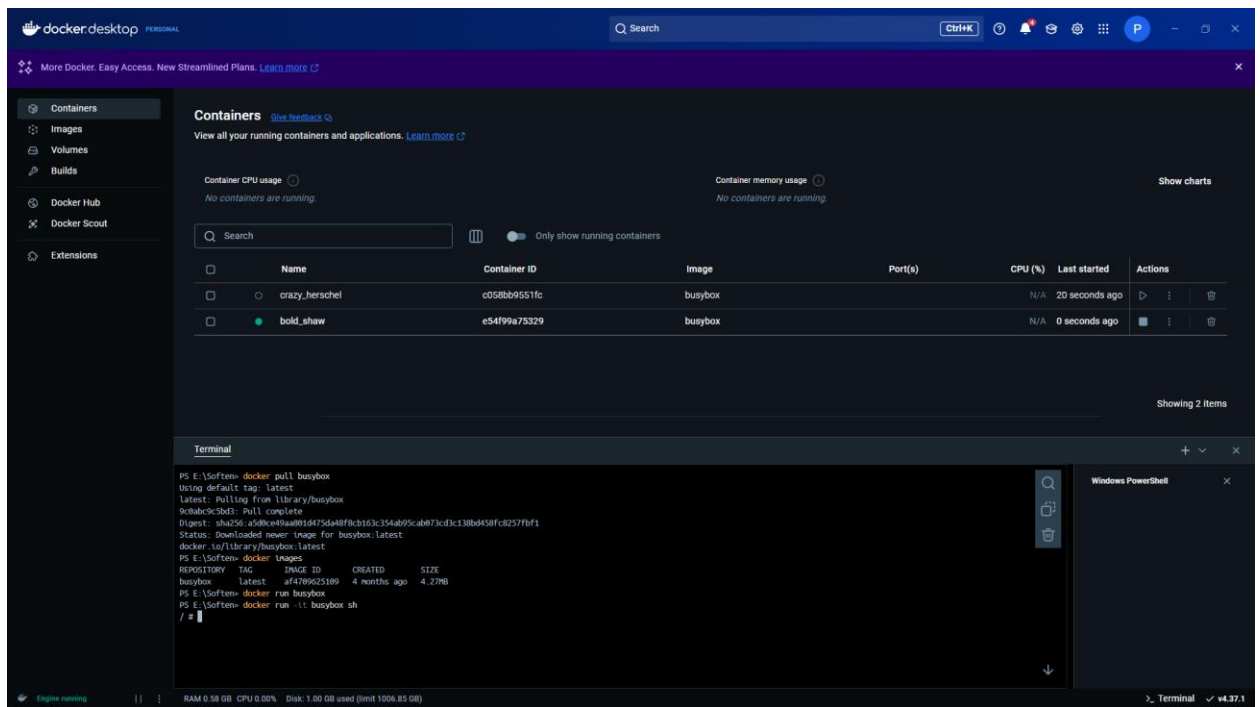 docker.desktop PERSONAL
Search
Ctrl+K
4
P
More Docker. Easy Access. New Streamlined Plans. Learn more
Containers
Images
Volumes
Builds
Docker Hub
Docker Scout
Extensions
Containers Give feedback
View all your running containers and applications. Learn more
Container CPU usage
No containers are running.
Container memory usage
No containers are running.
Show charts
Search
Only show running containers
Name Container ID Image Port(s) CPU (%) Last started Actions
crazy_herschel c058bb9551fc busybox N/A 20 seconds ago
bold_shaw e54f99a75329 busybox N/A 0 seconds ago
Showing 2 items
Terminal
PS E:\Soften> docker pull busybox
Using default tag: latest
latest: Pulling from library/busybox
9c0abc9c5bd3: Pull complete
Digest: sha256:a5d0ce49aa801d475da48f8cb163c354ab95cab073cd3c138bd458fc8257fbf1
Status: Downloaded newer image for busybox:latest
docker.io/library/busybox:latest
PS E:\Soften> docker images
REPOSITORY TAG IMAGE ID CREATED SIZE
busybox latest af4709625109 4 months ago 4.27MB
PS E:\Soften> docker run busybox
PS E:\Soften> docker run -it busybox sh
/ #
Windows PowerShell
Engine running
RAM 0.58 GB CPU 0.00% Disk: 1.00 GB used (limit 1006.85 GB)
>_ Terminal
v4.37.1